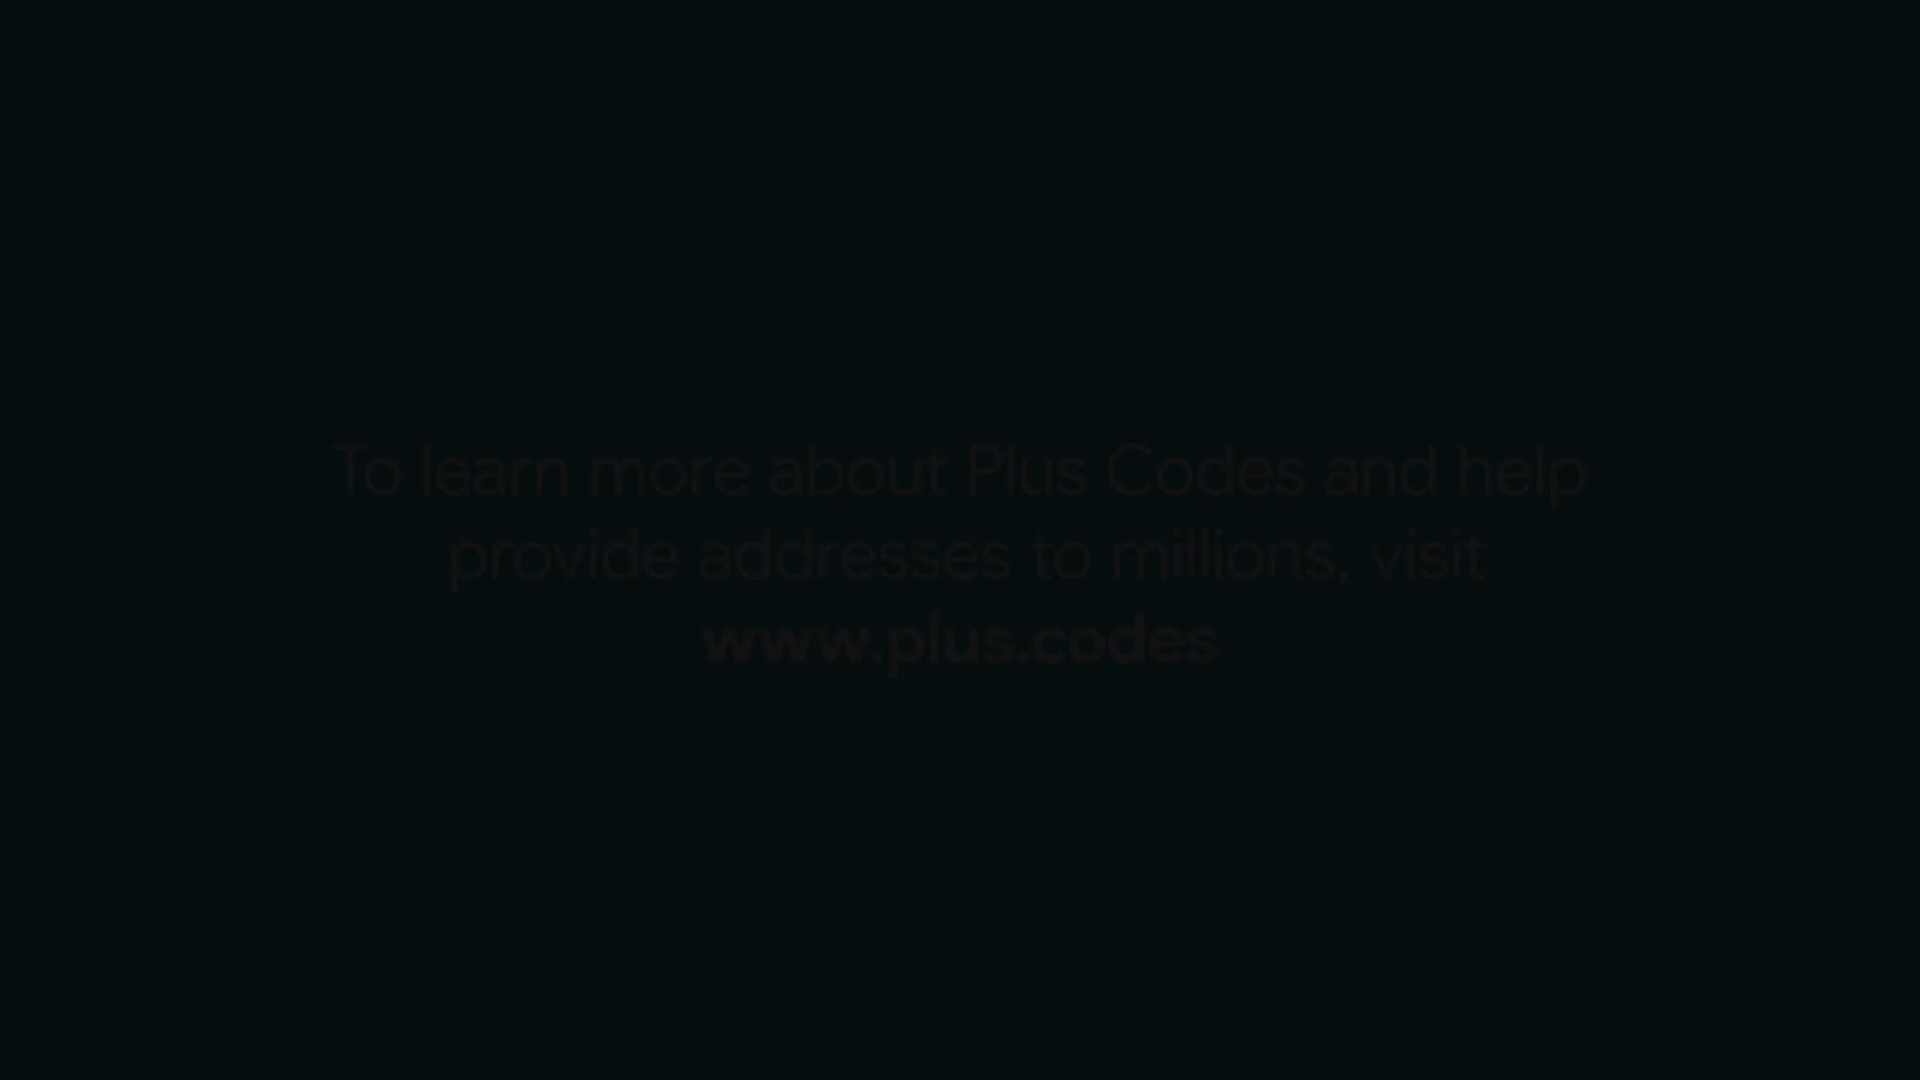 To learn more about Plus Codes and help
provide addresses to millions, visit
www.plus.codes